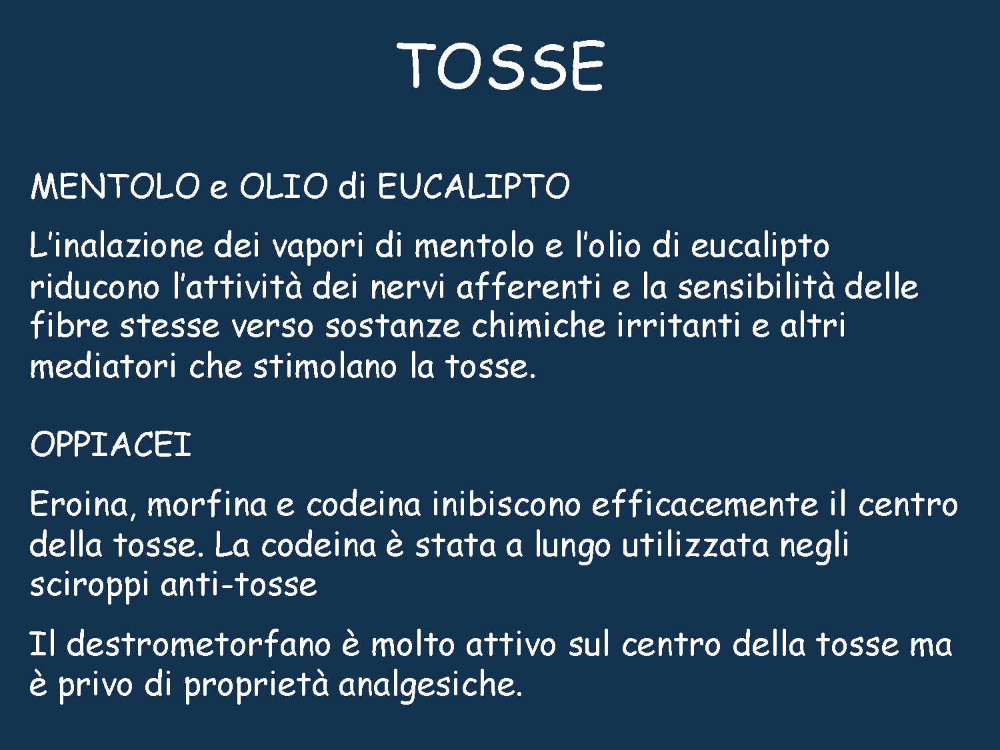 TOSSE
MENTOLO e OLIO di EUCALIPTO
L’inalazione dei vapori di mentolo e l’olio di eucalipto
riducono l’attività dei nervi afferenti e la sensibilità delle
fibre stesse verso sostanze chimiche irritanti e altri
mediatori che stimolano la tosse.
OPPIACEI
Eroina, morfina e codeina inibiscono efficacemente il centro
della tosse. La codeina è stata a lungo utilizzata negli
sciroppi anti-tosse
Il destrometorfano è molto attivo sul centro della tosse ma
è privo di proprietà analgesiche.